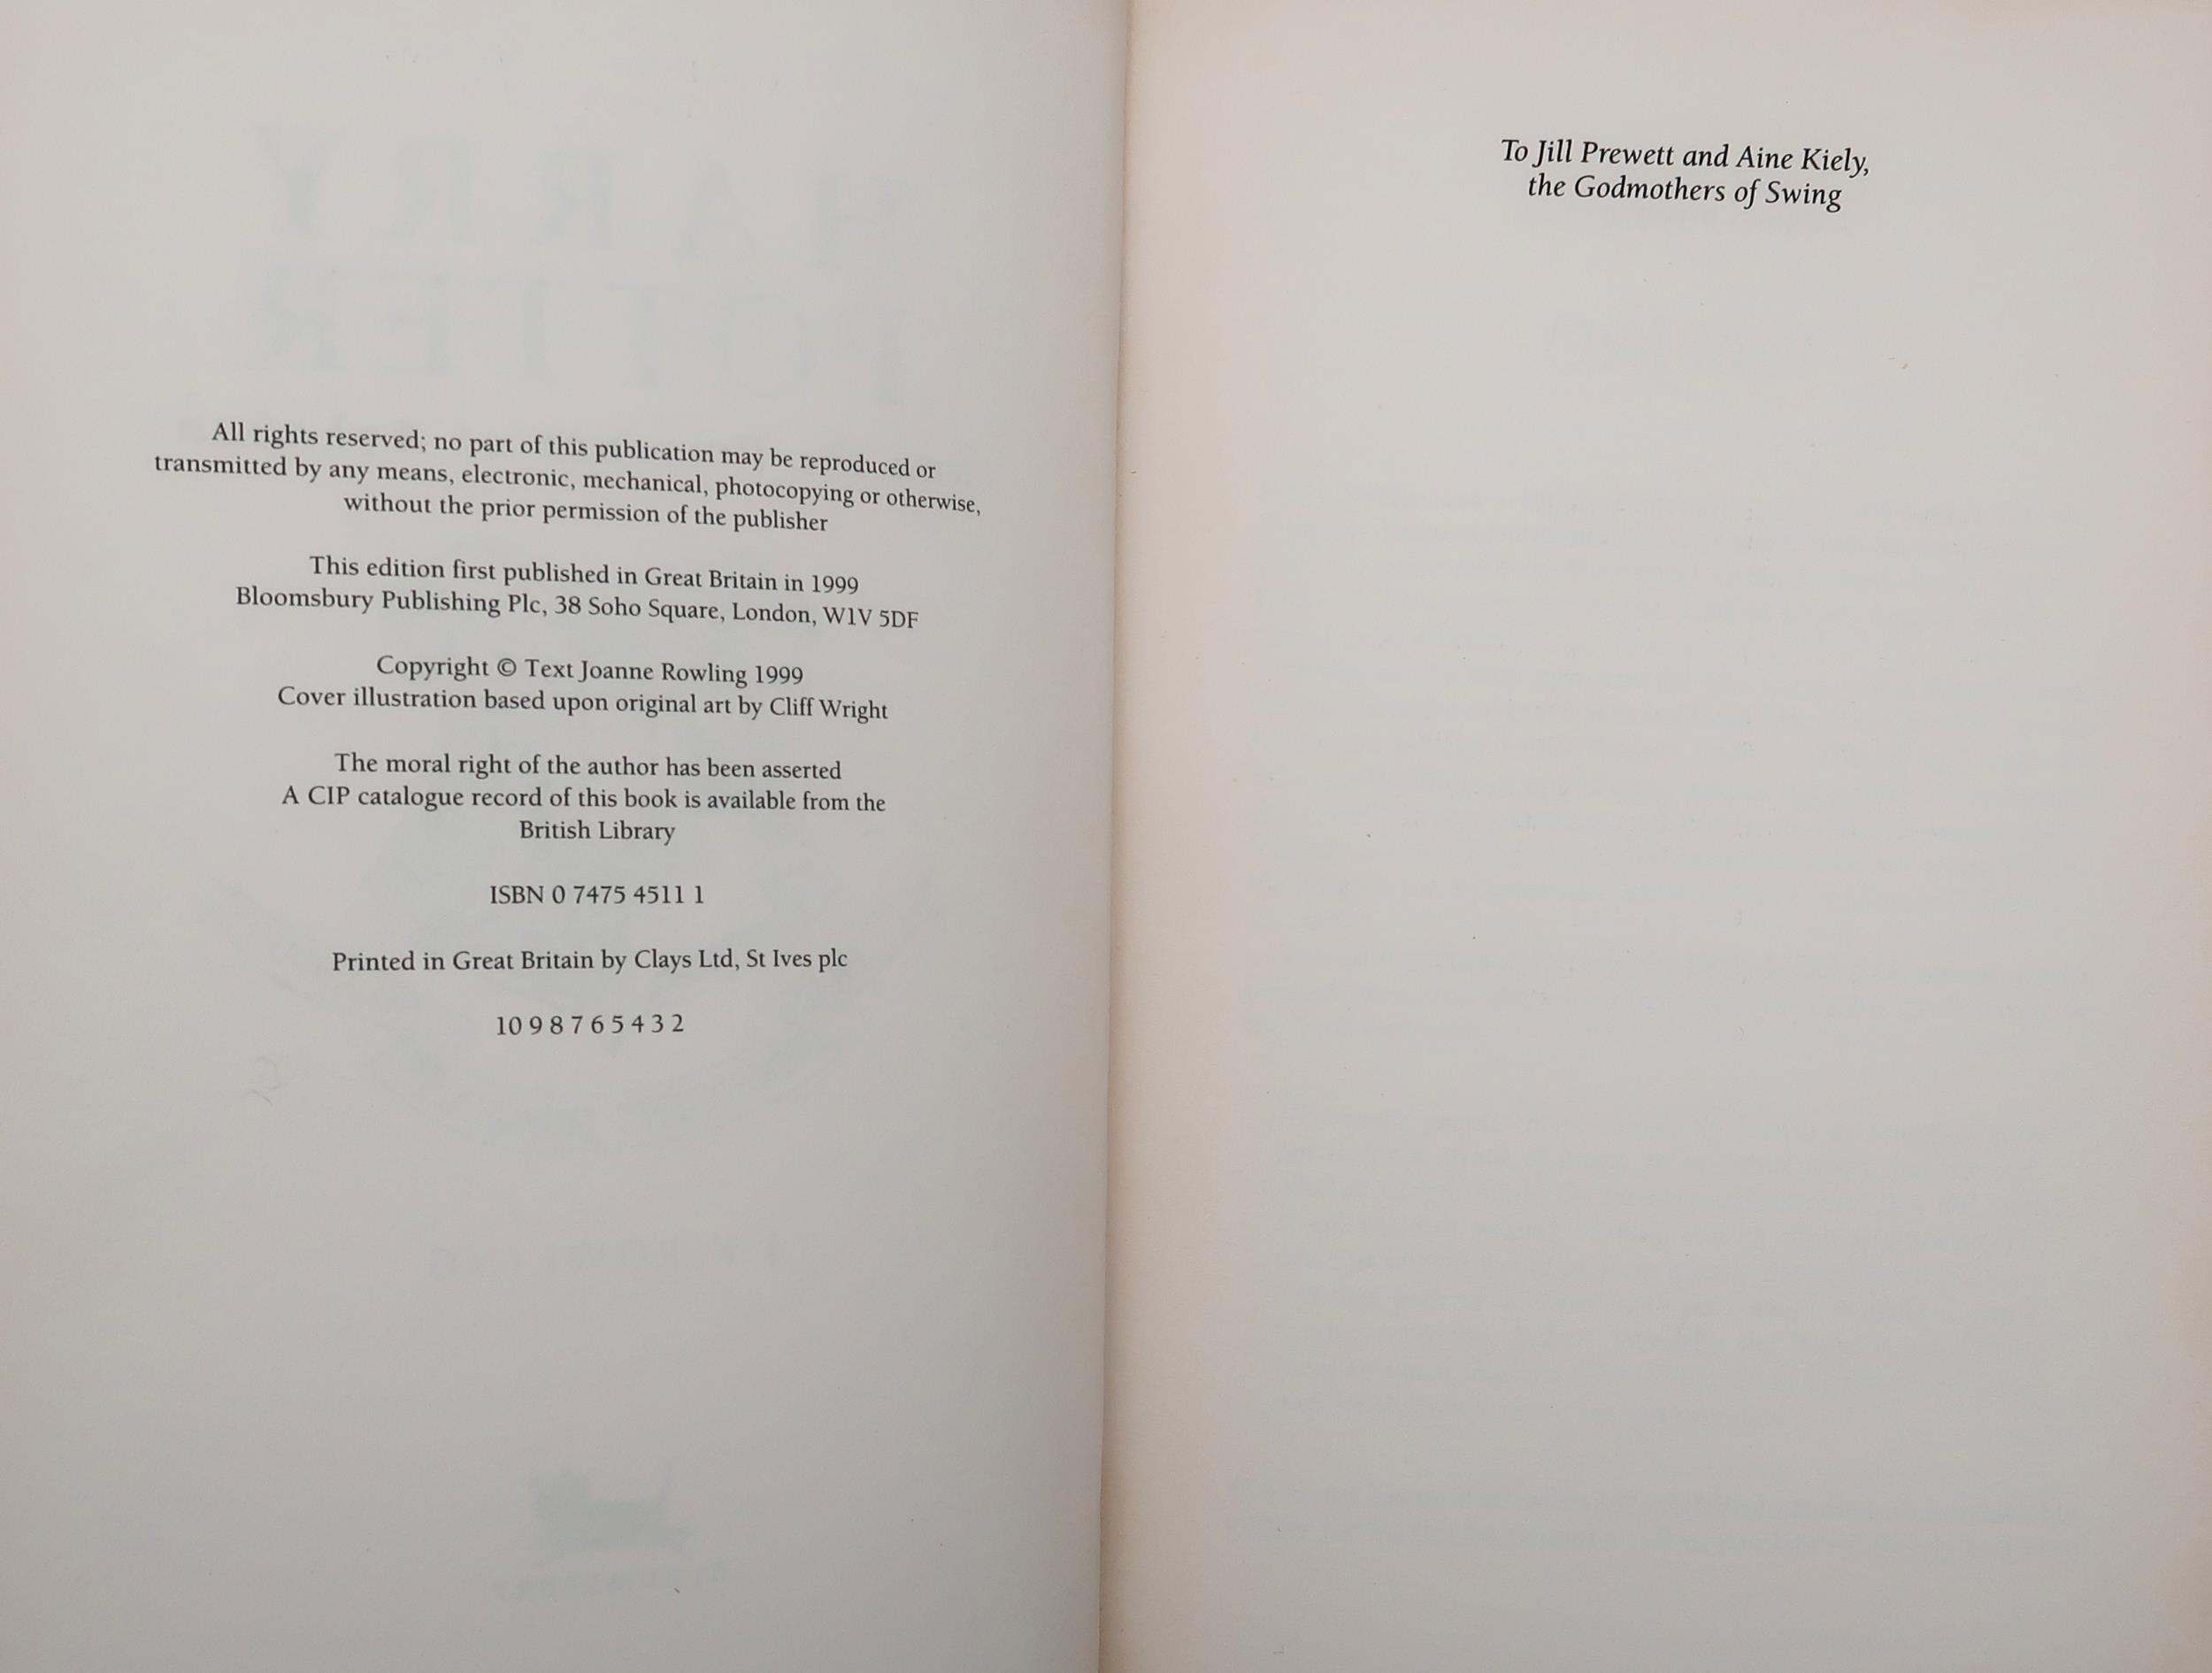 All rights reserved; no part of this publication may be reproduced or
transmitted by any means, electronic, mechanical, photocopying or otherwise,
without the prior permission of the publisher
This edition first published in Great Britain in 1999
Bloomsbury Publishing Plc, 38 Soho Square, London, W1V 5DF
Copyright © Text Joanne Rowling 1999
Cover illustration based upon original art by Cliff Wright
The moral right of the author has been asserted
A CIP catalogue record of this book is available from the
British Library
ISBN 0 7475 4511 1
Printed in Great Britain by Clays Ltd, St Ives plc
10 9 8 7 6 5 4 3 2
To Jill Prewett and Aine Kiely,
the Godmothers of Swing